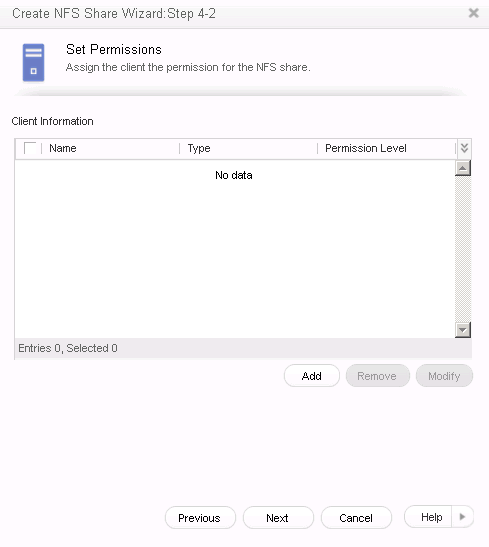 Create NFS Share Wizard:Step 4-2
Set Permissions
Assign the client the permission for the NFS share.
Client Information
Name Type Permission Level
No data
Entries 0, Selected 0
Add Remove Modify
Previous Next Cancel Help